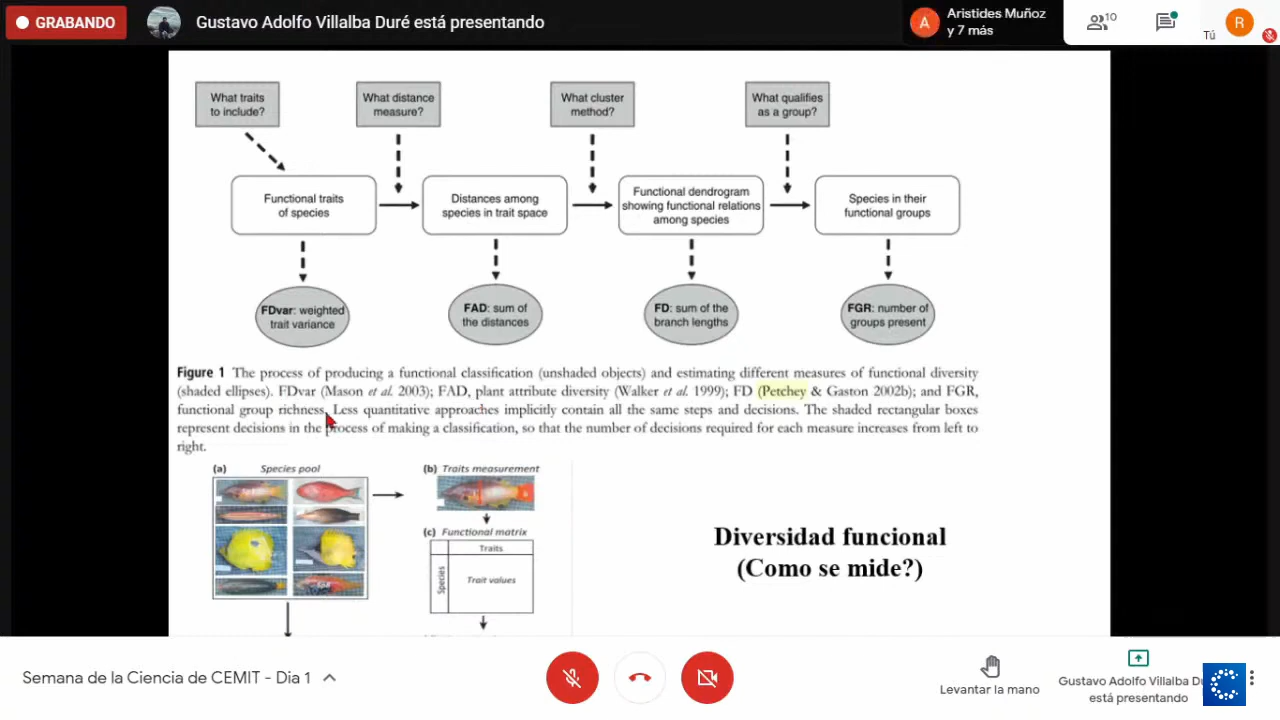 GRABANDO
Gustavo Adolfo Villalba Duré está presentando
A
Aristides Muñoz
y 7 más
10
Tú
R
What traits
to include?
What distance
measure?
What cluster
method?
What qualifies
as a group?
Functional traits
of species
Distances among
species in trait space
Functional dendrogram
showing functional relations
among species
Species in their
functional groups
FDvar: weighted
trait variance
FAD: sum of
the distances
FD: sum of the
branch lengths
FGR: number of
groups present
Figure 1 The process of producing a functional classification (unshaded objects) and estimating different measures of functional diversity
(shaded ellipses). FDvar (Mason et al. 2003); FAD, plant attribute diversity (Walker et al. 1999); FD (Petchey & Gaston 2002b); and FGR,
functional group richness. Less quantitative approaches implicitly contain all the same steps and decisions. The shaded rectangular boxes
represent decisions in the process of making a classification, so that the number of decisions required for each measure increases from left to
right.
(a) Species pool
(b) Traits measurement
(c) Functional matrix
Traits
Species
Trait values
Diversidad funcional
(Como se mide?)
Semana de la Ciencia de CEMIT - Dia 1
Levantar la mano
Gustavo Adolfo Villalba Du
está presentando